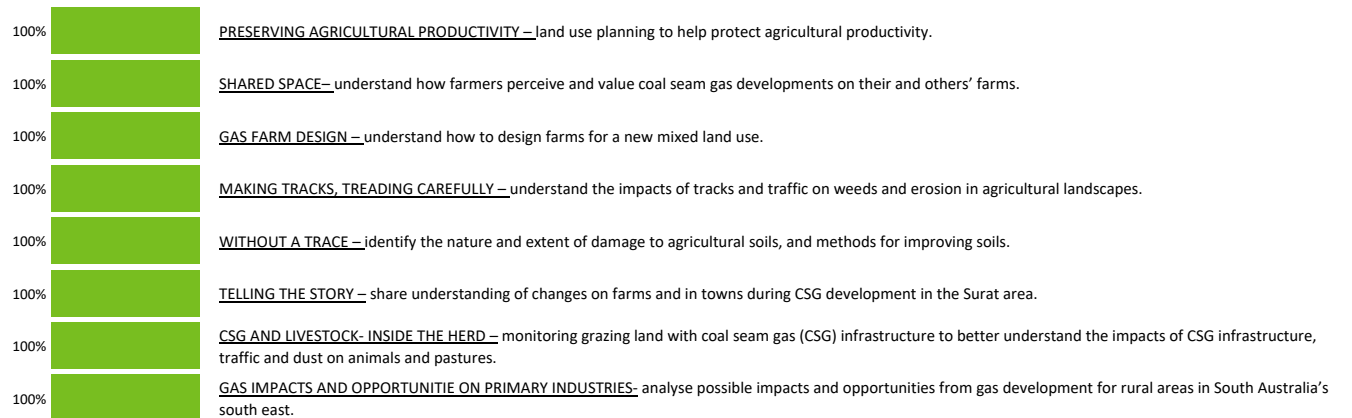 100% PRESERVING AGRICULTURAL PRODUCTIVITY – land use planning to help protect agricultural productivity.
100% SHARED SPACE– understand how farmers perceive and value coal seam gas developments on their and others’ farms.
100% GAS FARM DESIGN – understand how to design farms for a new mixed land use.
100% MAKING TRACKS, TREADING CAREFULLY – understand the impacts of tracks and traffic on weeds and erosion in agricultural landscapes.
100% WITHOUT A TRACE – identify the nature and extent of damage to agricultural soils, and methods for improving soils.
100% TELLING THE STORY – share understanding of changes on farms and in towns during CSG development in the Surat area.
100% CSG AND LIVESTOCK- INSIDE THE HERD – monitoring grazing land with coal seam gas (CSG) infrastructure to better understand the impacts of CSG infrastructure,
traffic and dust on animals and pastures.
100% GAS IMPACTS AND OPPORTUNITIE ON PRIMARY INDUSTRIES- analyse possible impacts and opportunities from gas development for rural areas in South Australia’s
south east.